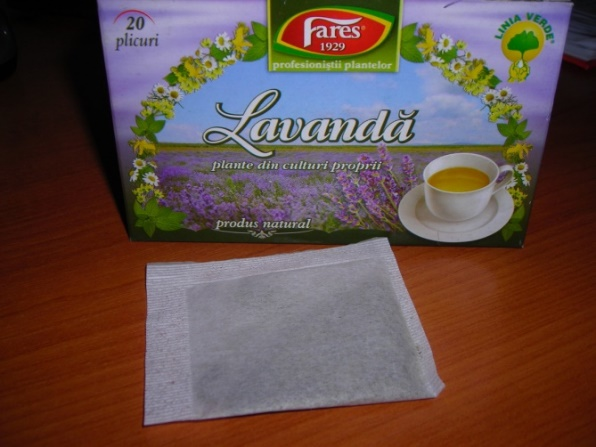 20
plicuri
Fares®
1929
profesioniștii plantelor
LINIA VERDE
Lavandă
plante din culturi proprii
produs natural